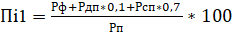 Пі1 = (Рф+Рдп*0,1+Рсп*0,7) / Рп * 100